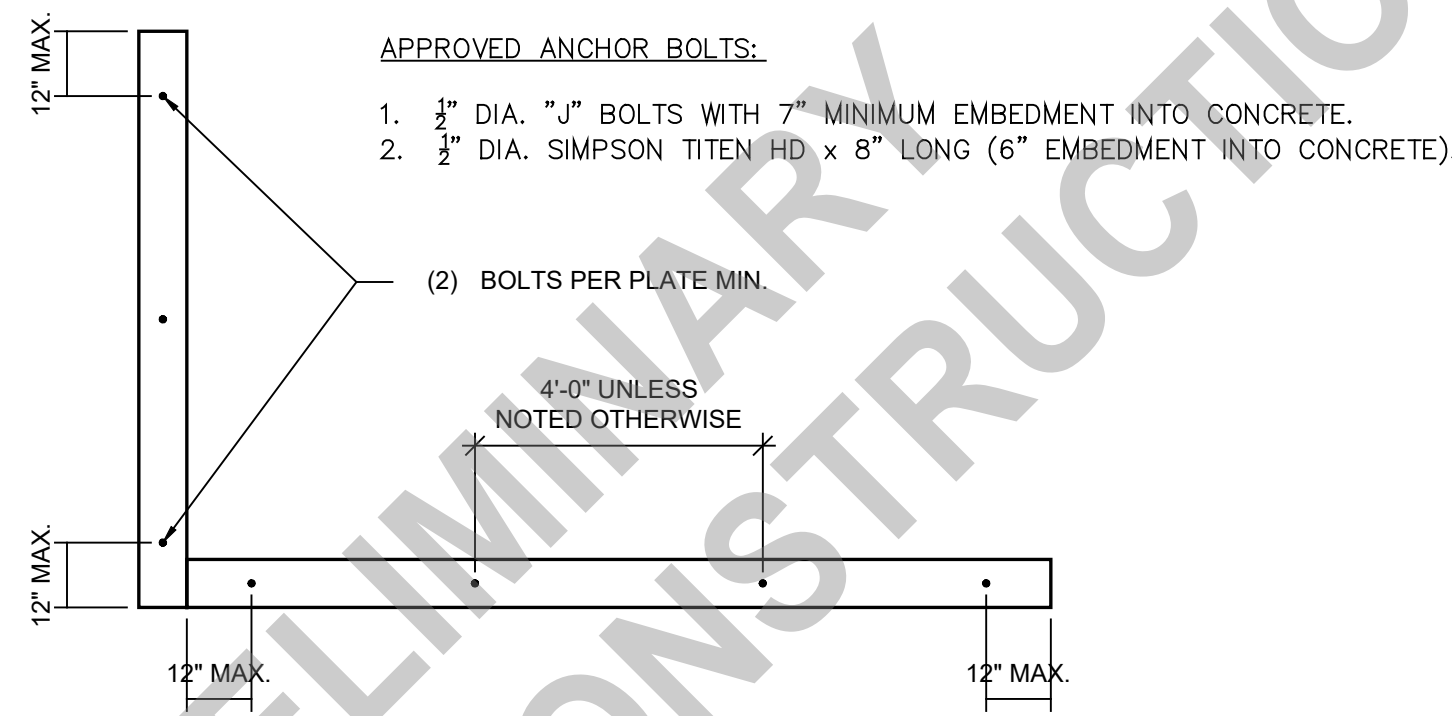 12" MAX.
APPROVED ANCHOR BOLTS:
1. ½” DIA. "J" BOLTS WITH 7” MINIMUM EMBEDMENT INTO CONCRETE.
2. ½” DIA. SIMPSON TITEN HD x 8” LONG (6” EMBEDMENT INTO CONCRETE).
(2) BOLTS PER PLATE MIN.
4'-0" UNLESS
NOTED OTHERWISE
12" MAX.
12" MAX.
12" MAX.